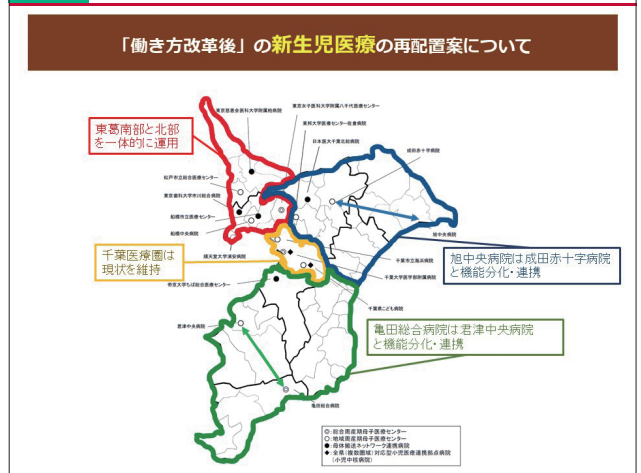 「働き方改革後」の新生児医療の再配置案について
東京慈恵会医科大学附属柏病院
東京女子医科大学附属八千代医療センター
東邦大学医療センター佐倉病院
日本医大千葉北総病院
成田赤十字病院
東葛南部と北部
を一体的に運用
松戸市立総合医療センター
東京歯科大学市川総合病院
船橋市立医療センター
船橋中央病院
旭中央病院
千葉医療圏は
現状を維持
順天堂大学浦安病院
千葉市立海浜病院
千葉大学医学部附属病院
旭中央病院は成田赤十字病院
と機能分化・連携
帝京大学ちば総合医療センター
千葉県こども病院
君津中央病院
亀田総合病院は君津中央病院
と機能分化・連携
亀田総合病院
◎:総合周産期母子医療センター
○:地域周産期母子医療センター
●:母体搬送ネットワーク連携病院
◆:全県(複数圏域)対応型小児医療連携拠点病院
(小児中核病院)